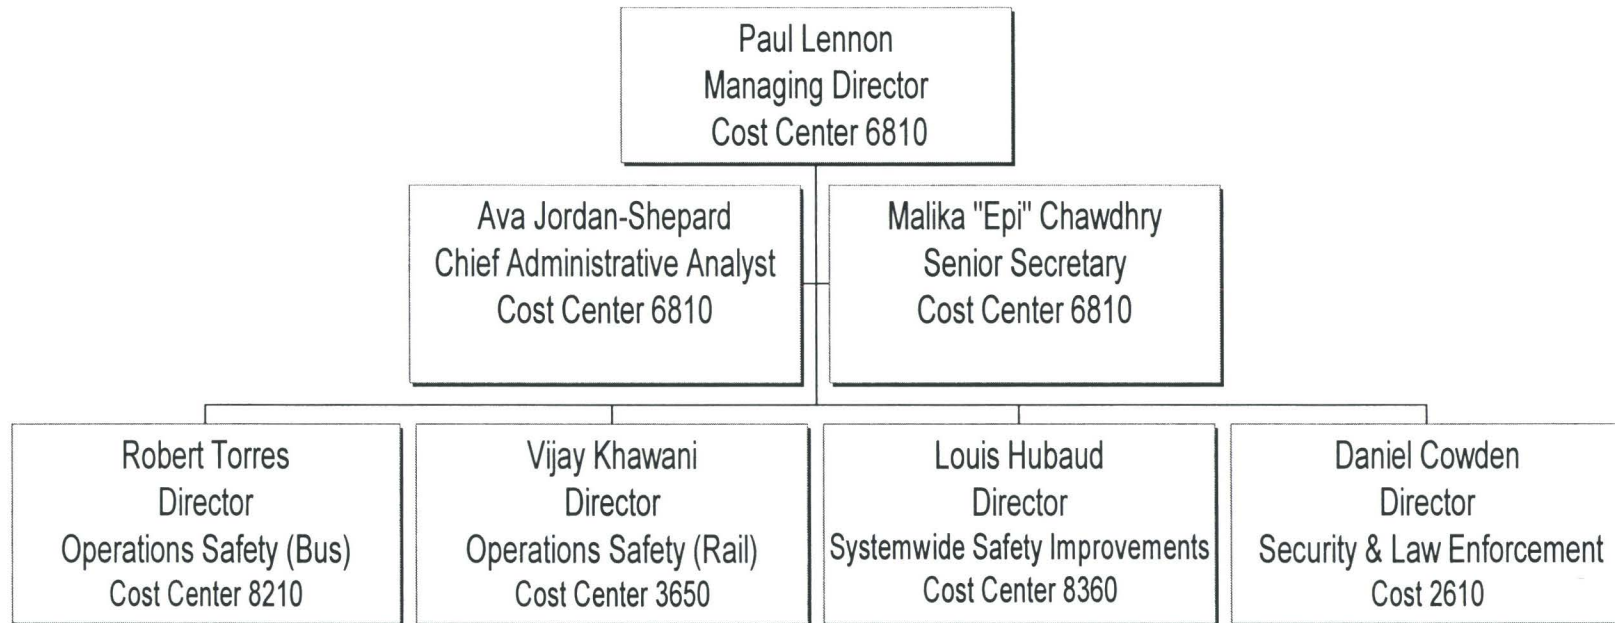 Paul Lennon
Managing Director
Cost Center 6810
Ava Jordan-Shepard
Chief Administrative Analyst
Cost Center 6810
Malika "Epi" Chawdhry
Senior Secretary
Cost Center 6810
Robert Torres
Director
Operations Safety (Bus)
Cost Center 8210
Vijay Khawani
Director
Operations Safety (Rail)
Cost Center 3650
Louis Hubaud
Director
Systemwide Safety Improvements
Cost Center 8360
Daniel Cowden
Director
Security & Law Enforcement
Cost 2610